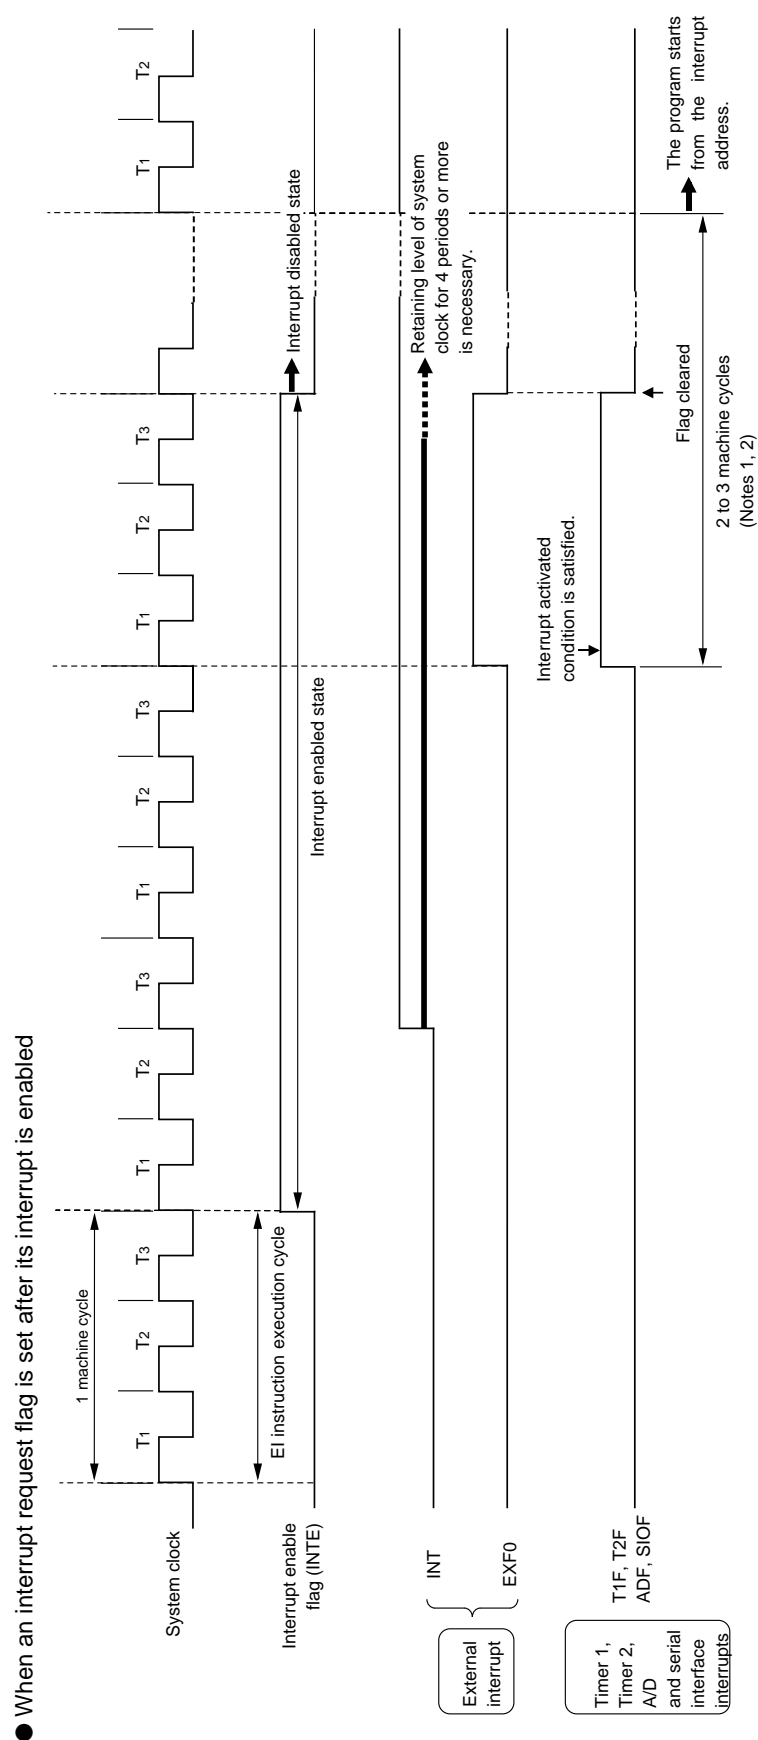 ● When an interrupt request flag is set after its interrupt is enabled
1 machine cycle
T1
T2
T3
T1
T2
T3
T1
T2
T3
T1
T2
T3
T1
T2
System clock
EI instruction execution cycle
Interrupt enabled state
Interrupt disabled state
Interrupt enable
flag (INTE)
Retaining level of system
clock for 4 periods or more
is necessary.
External
interrupt
INT
EXF0
Interrupt activated
condition is satisfied.
Flag cleared
Timer 1,
Timer 2,
A/D
and serial
interface
interrupts
T1F, T2F
ADF, SIOF
2 to 3 machine cycles
(Notes 1, 2)
The program starts
from the interrupt
address.